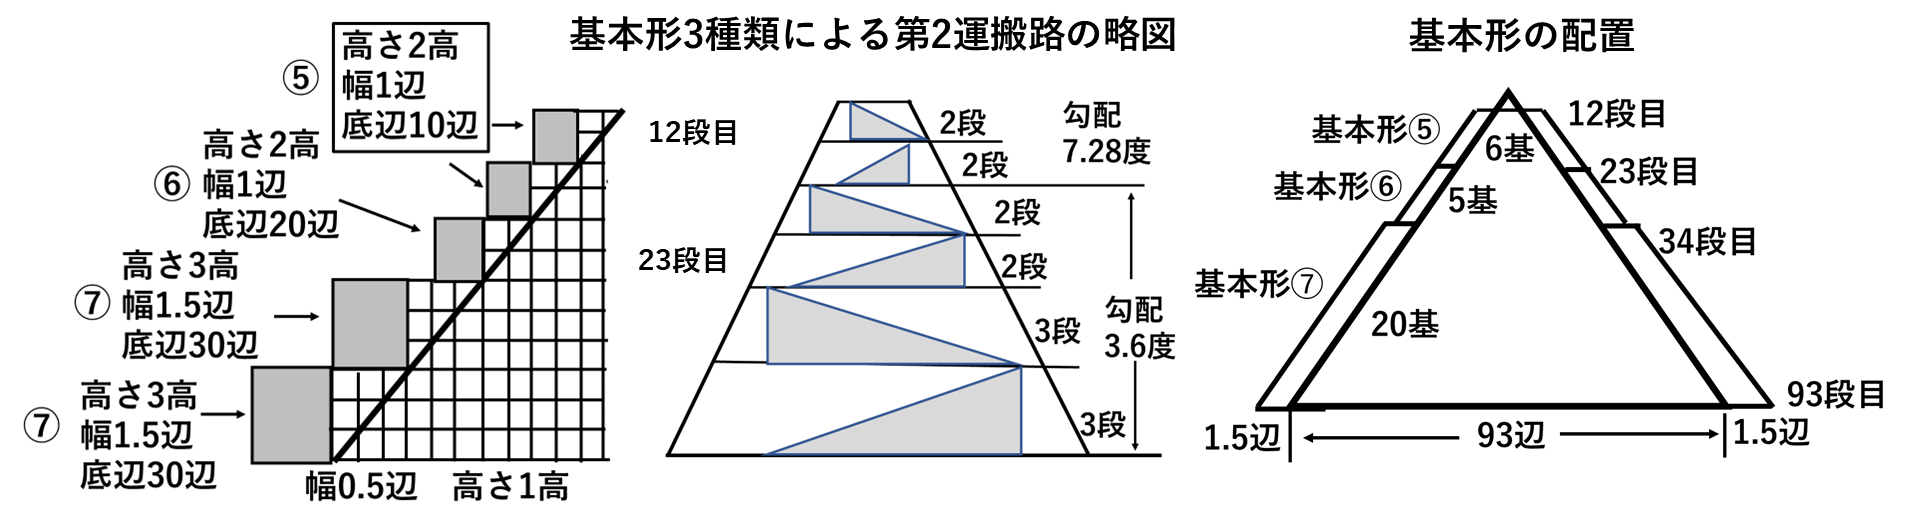 基本形3種類による第2運搬路の略図
基本形の配置
⑤
高さ2高
幅1辺
底辺10辺
⑥
高さ2高
幅1辺
底辺20辺
⑦
高さ3高
幅1.5辺
底辺30辺
⑦
高さ3高
幅1.5辺
底辺30辺
幅0.5辺
高さ1高
12段目
23段目
2段
2段
2段
2段
3段
3段
勾配
7.28度
勾配
3.6度
基本形⑤
基本形⑥
基本形⑦
6基
5基
20基
12段目
23段目
34段目
93段目
1.5辺
93辺
1.5辺